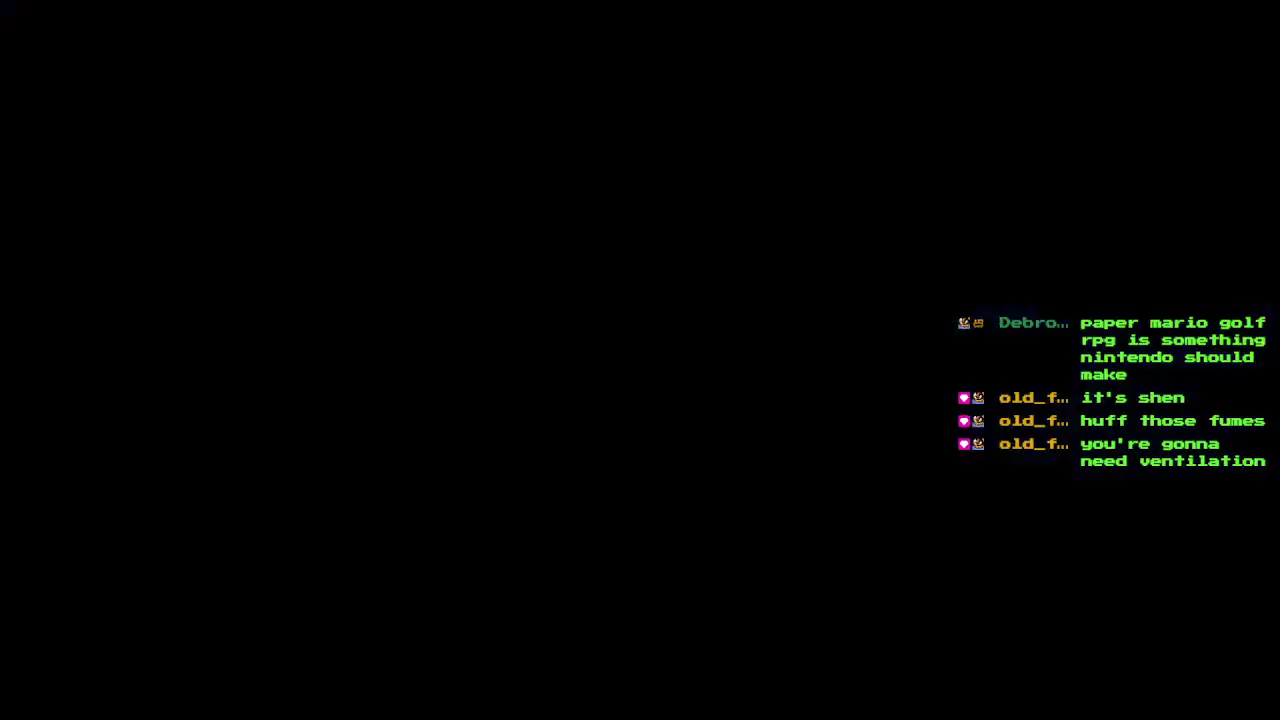 Debro… paper mario golf
rpg is something
nintendo should
make
old_f… it's shen
old_f… huff those fumes
old_f… you're gonna
need ventilation